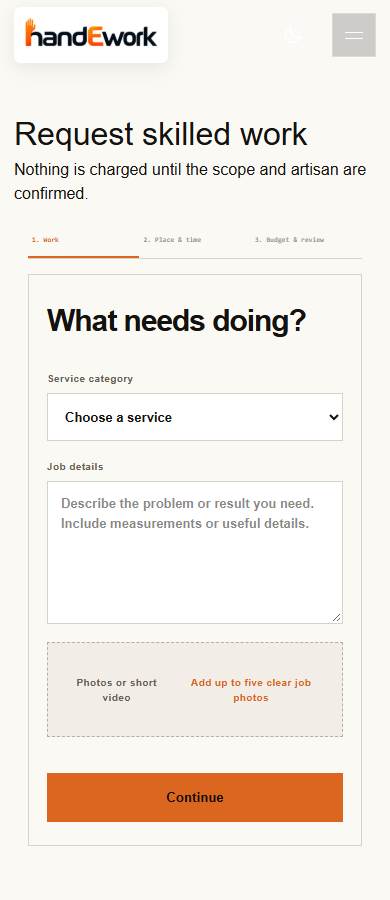 handEwork
Request skilled work
Nothing is charged until the scope and artisan are
confirmed.
1. Work
2. Place & time
3. Budget & review
What needs doing?
Service category
Choose a service
Job details
Describe the problem or result you need.
Include measurements or useful details.
Photos or short
video
Add up to five clear job
photos
Continue